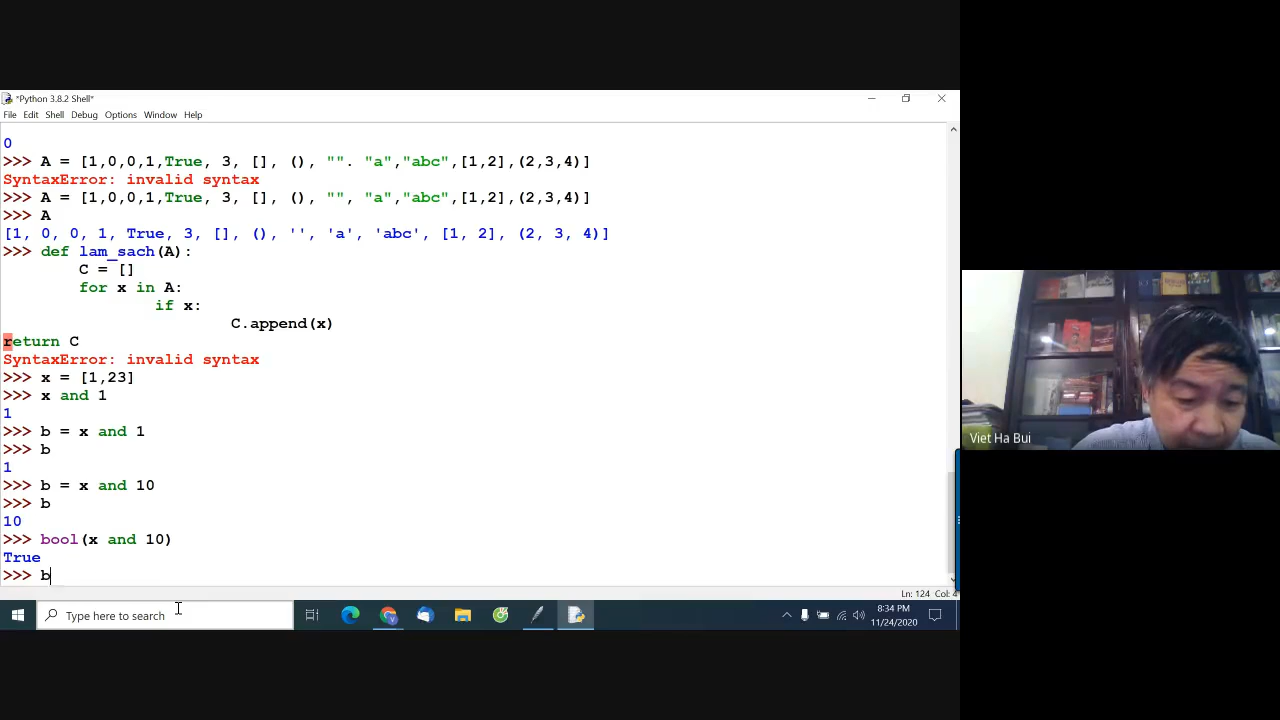 *Python 3.8.2 Shell*
File Edit Shell Debug Options Window Help
0
>>> A = [1,0,0,1,True, 3, [], (), "". "a","abc",[1,2],(2,3,4)]
SyntaxError: invalid syntax
>>> A = [1,0,0,1,True, 3, [], (), "", "a","abc",[1,2],(2,3,4)]
>>> A
[1, 0, 0, 1, True, 3, [], (), '', 'a', 'abc', [1, 2], (2, 3, 4)]
>>> def lam_sach(A):
C = []
for x in A:
if x:
C.append(x)
return C
SyntaxError: invalid syntax
>>> x = [1,23]
>>> x and 1
1
>>> b = x and 1
>>> b
1
>>> b = x and 10
>>> b
10
>>> bool(x and 10)
True
>>> b
Ln: 124 Col: 4
Type here to search
8:34 PM
11/24/2020
Viet Ha Bui